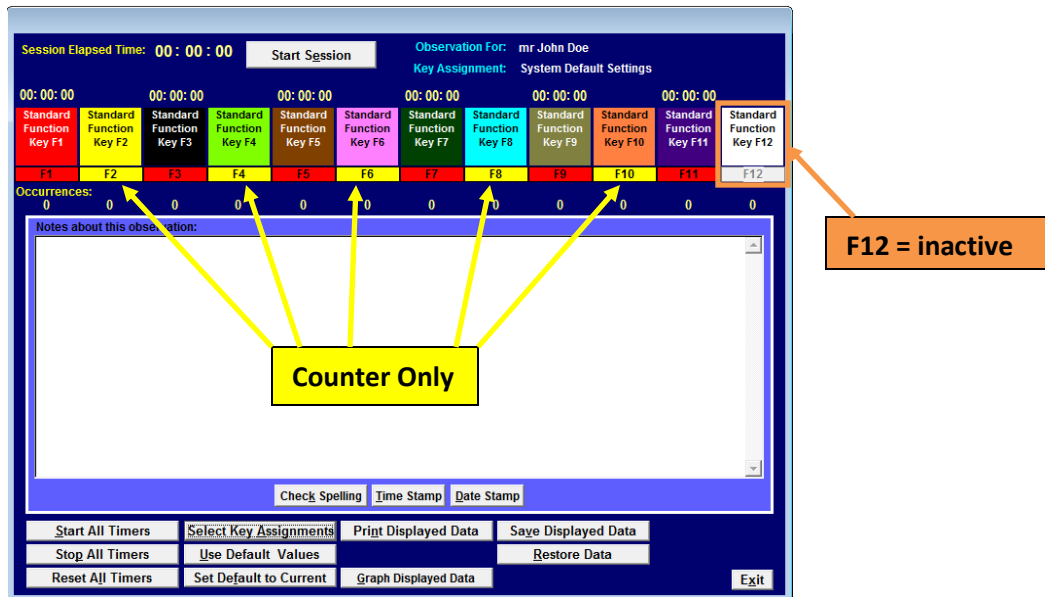 Session Elapsed Time: 00: 00: 00 Start Session Observation For: mr John Doe
Key Assignment: System Default Settings
00: 00: 00 00: 00: 00 00: 00: 00 00: 00: 00 00: 00: 00 00: 00: 00
Standard Standard Standard Standard Standard Standard Standard Standard Standard Standard Standard Standard
Function Function Function Function Function Function Function Function Function Function Function Function
Key F1 Key F2 Key F3 Key F4 Key F5 Key F6 Key F7 Key F8 Key F9 Key F10 Key F11 Key F12
F1 F2 F3 F4 F5 F6 F7 F8 F9 F10 F11 F12
Occurrences:
0 0 0 0 0 0 0 0 0 0 0 0
Notes about this observation:
F12 = inactive
Counter Only
Check Spelling Time Stamp Date Stamp
Start All Timers Select Key Assignments Print Displayed Data Save Displayed Data
Stop All Timers Use Default Values Restore Data
Reset All Timers Set Default to Current Graph Displayed Data Exit